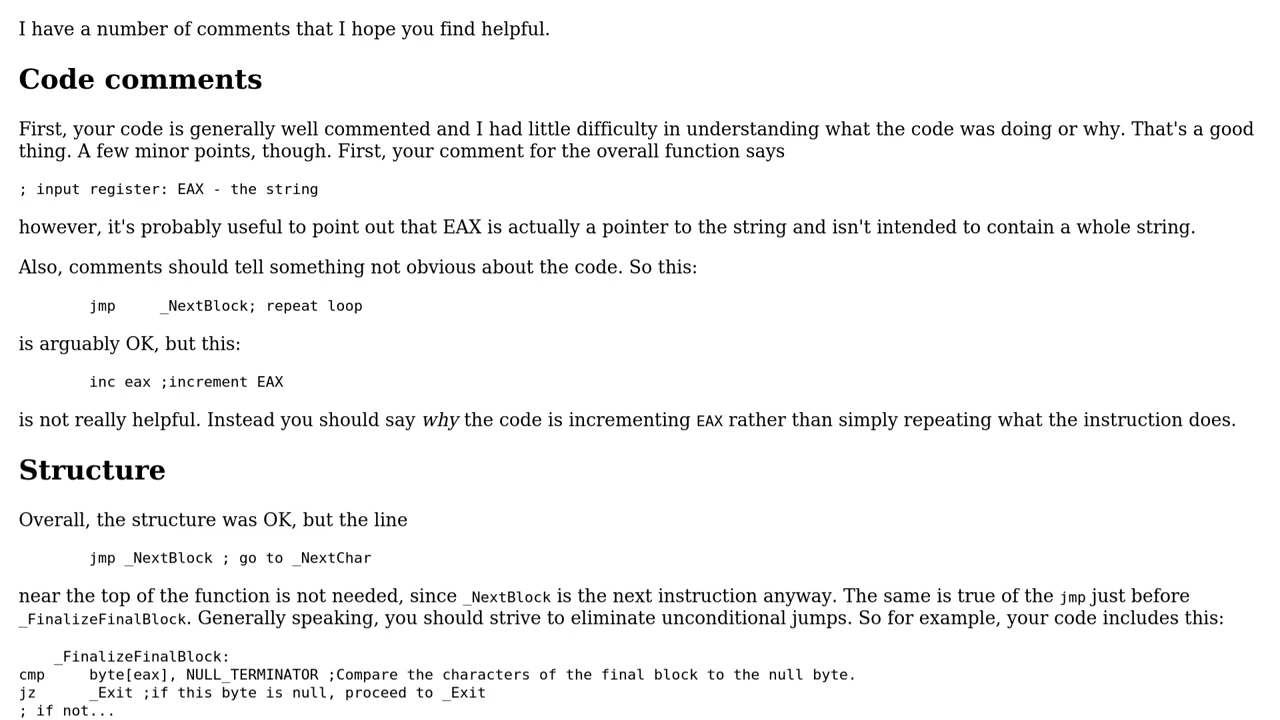 I have a number of comments that I hope you find helpful.
Code comments
First, your code is generally well commented and I had little difficulty in understanding what the code was doing or why. That's a good
thing. A few minor points, though. First, your comment for the overall function says
; input register: EAX - the string
however, it's probably useful to point out that EAX is actually a pointer to the string and isn't intended to contain a whole string.
Also, comments should tell something not obvious about the code. So this:
jmp     _NextBlock; repeat loop
is arguably OK, but this:
inc eax ;increment EAX
is not really helpful. Instead you should say why the code is incrementing EAX rather than simply repeating what the instruction does.
Structure
Overall, the structure was OK, but the line
jmp _NextBlock ; go to _NextChar
near the top of the function is not needed, since _NextBlock is the next instruction anyway. The same is true of the jmp just before
_FinalizeFinalBlock. Generally speaking, you should strive to eliminate unconditional jumps. So for example, your code includes this:
_FinalizeFinalBlock:
cmp     byte[eax], NULL_TERMINATOR ;Compare the characters of the final block to the null byte.
jz      _Exit ;if this byte is null, proceed to _Exit
; if not...